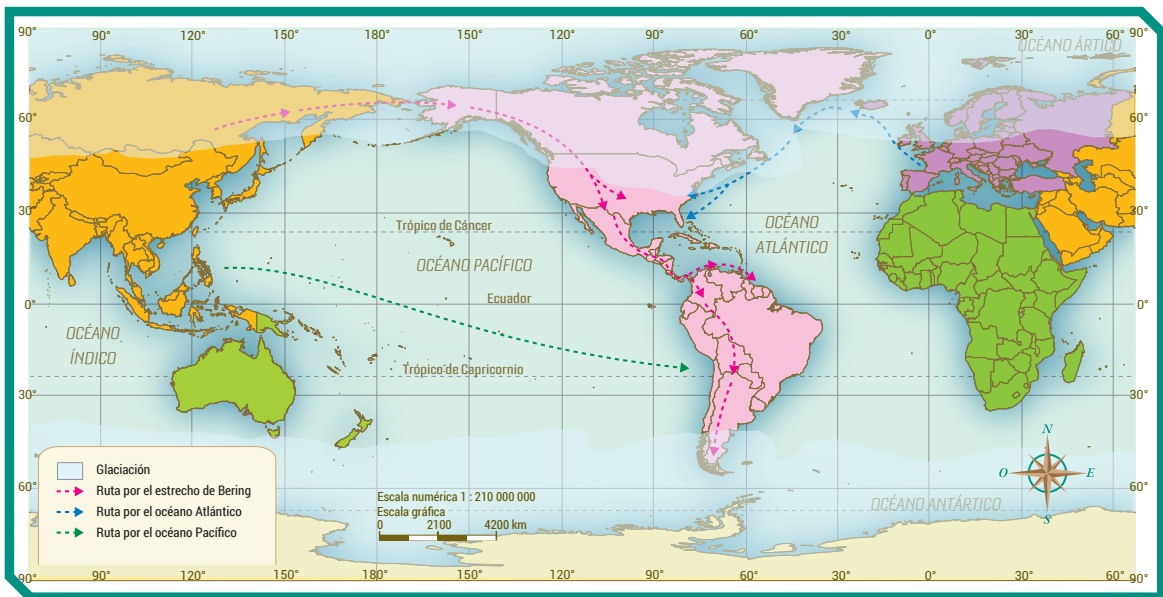 90° 120° 150° 180° 150° 120° 90° 60° 30° 0° 30° 60°
90° 90°
OCÉANO ÁRTICO
60° 60°
30° 30°
Trópico de Cáncer
OCÉANO PACÍFICO
OCÉANO
ATLÁNTICO
0° Ecuador 0°
OCÉANO
ÍNDICO
Trópico de Capricornio
30° 30°
Glaciación
Ruta por el estrecho de Bering
Ruta por el océano Atlántico
Ruta por el océano Pacífico
60° 60°
Escala numérica 1 : 210 000 000
Escala gráfica
0 2100 4200 km
OCÉANO ANTÁRTICO
N
O E
S
90° 90°
70° 90° 120° 150° 180° 150° 120° 90° 60° 30° 0° 30° 60°